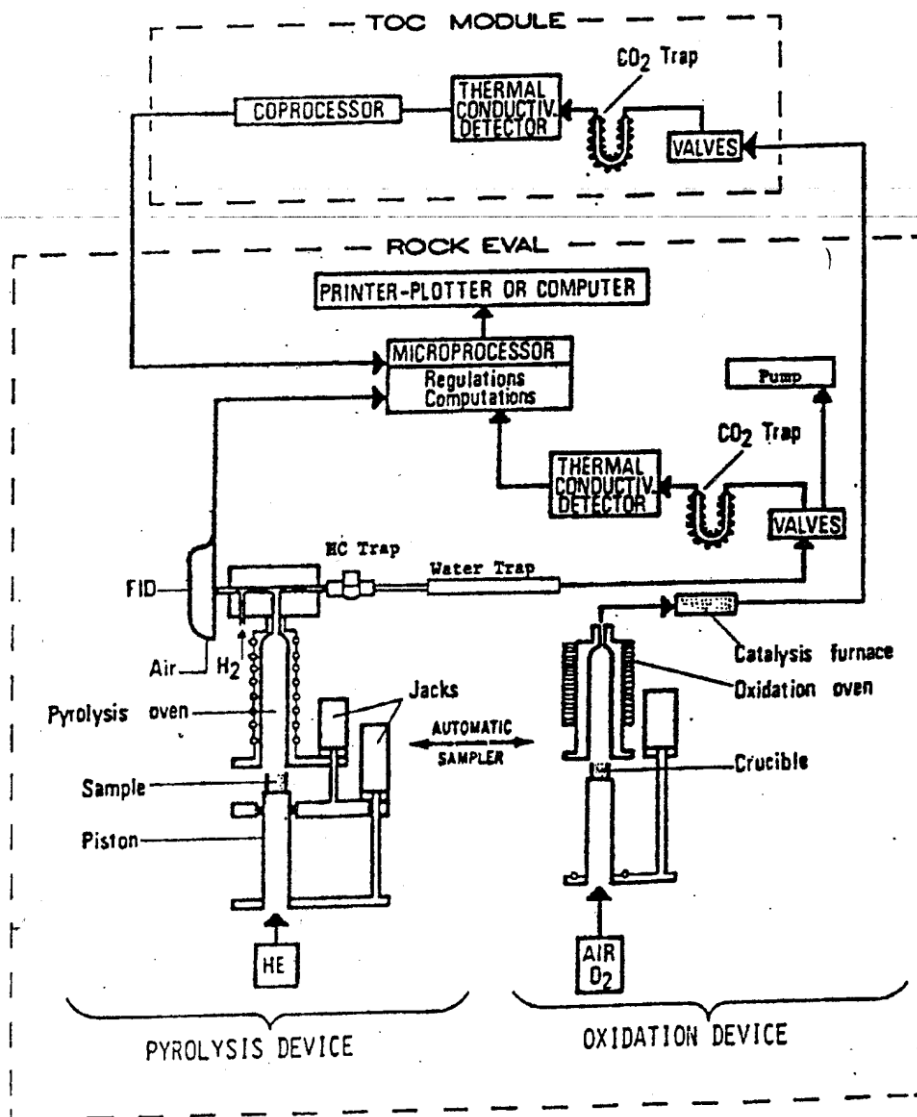 TOC MODULE
CO2 Trap
THERMAL
CONDUCTIV.
DETECTOR
COPROCESSOR
VALVES
ROCK EVAL
PRINTER-PLOTTER OR COMPUTER
MICROPROCESSOR
Regulations
Computations
Pump
CO2 Trap
THERMAL
CONDUCTIV.
DETECTOR
VALVES
HC Trap
Water Trap
FID
Air
H2
Catalysis furnace
Oxidation oven
Pyrolysis oven
Jacks
AUTOMATIC
SAMPLER
Sample
Crucible
Piston
HE
AIR
O2
PYROLYSIS DEVICE
OXIDATION DEVICE